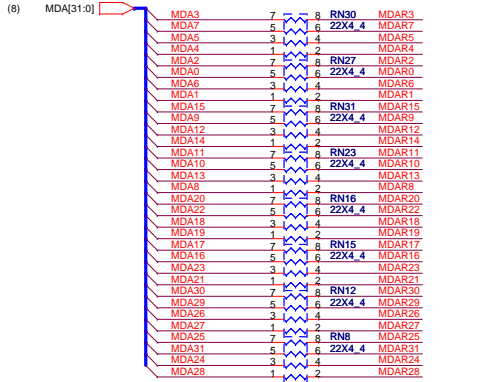 (8) MDA[31:0]
MDA3 7 8 RN30 MDAR3
MDA7 5 6 22X4_4 MDAR7
MDA5 3 4 MDAR5
MDA4 1 2 MDAR4
MDA2 7 8 RN27 MDAR2
MDA0 5 6 22X4_4 MDAR0
MDA6 3 4 MDAR6
MDA1 1 2 MDAR1
MDA15 7 8 RN31 MDAR15
MDA9 5 6 22X4_4 MDAR9
MDA12 3 4 MDAR12
MDA14 1 2 MDAR14
MDA11 7 8 RN23 MDAR11
MDA10 5 6 22X4_4 MDAR10
MDA13 3 4 MDAR13
MDA8 1 2 MDAR8
MDA20 7 8 RN16 MDAR20
MDA22 5 6 22X4_4 MDAR22
MDA18 3 4 MDAR18
MDA19 1 2 MDAR19
MDA17 7 8 RN15 MDAR17
MDA16 5 6 22X4_4 MDAR16
MDA23 3 4 MDAR23
MDA21 1 2 MDAR21
MDA30 7 8 RN12 MDAR30
MDA29 5 6 22X4_4 MDAR29
MDA26 3 4 MDAR26
MDA27 1 2 MDAR27
MDA25 7 8 RN8 MDAR25
MDA31 5 6 22X4_4 MDAR31
MDA24 3 4 MDAR24
MDA28 1 2 MDAR28